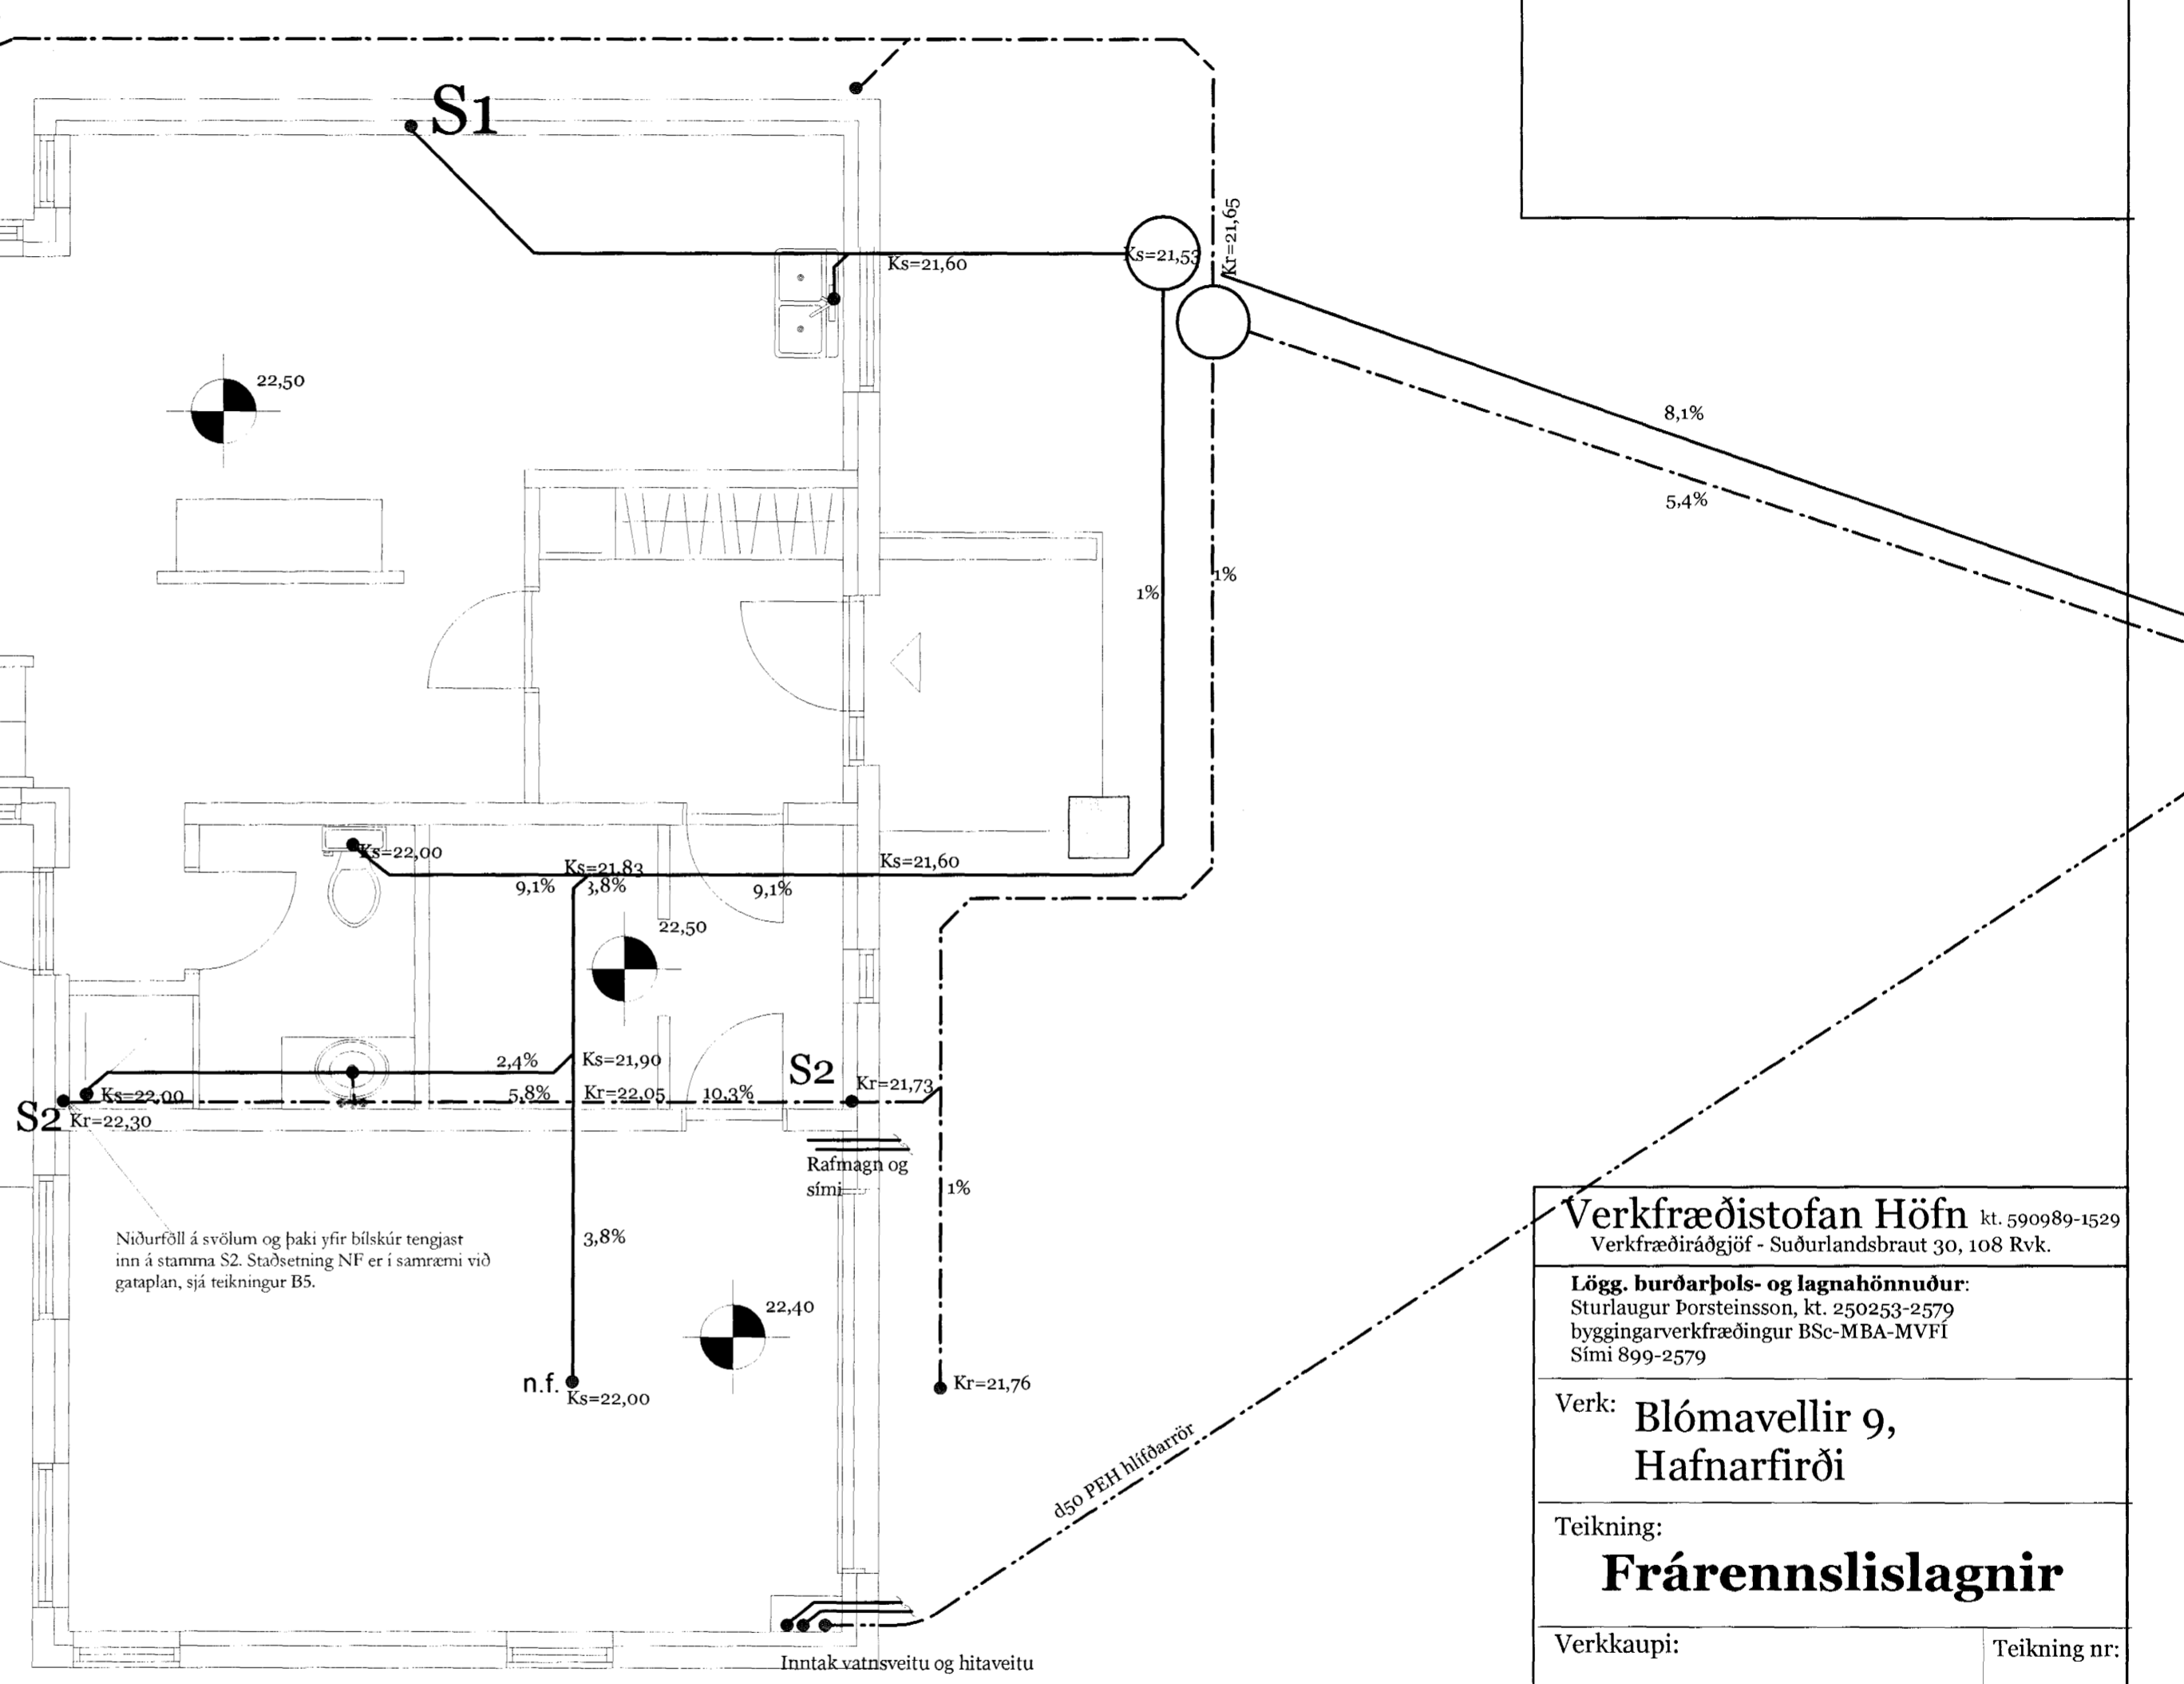 S1
Kr=21,65
Ks=21,60
Ks=21,53
22,50
8,1%
5,4%
1%
1%
Ks=22,00
Ks=21,83
Ks=21,60
9,1%
3,8%
9,1%
22,50
2,4%
Ks=21,90
S2
Kr=21,73
Ks=22,00
5,8%
Kr=22,05
10,3%
S2
Kr=22,30
Rafmagn og
sími
1%
Niðurföll á svölum og þaki yfir bílskúr tengjast
inn á stamma S2. Staðsetning NF er í samræmi við
gataplan, sjá teikningur B5.
3,8%
22,40
n.f.
Ks=22,00
Kr=21,76
d50 PEH hlífðarrör
Inntak vatnsveitu og hitaveitu
Verkfræðistofan Höfn kt. 590989-1529
Verkfræðiráðgjöf - Suðurlandsbraut 30, 108 Rvk.
Lögg. burðarþols- og lagnahönnuður:
Sturlaugur Þorsteinsson, kt. 250253-2579
byggingarverkfræðingur BSc-MBA-MVFÍ
Sími 899-2579
Verk: Blómavellir 9,
Hafnarfirði
Teikning:
Frárennslislagnir
Verkkaupi:
Teikning nr: